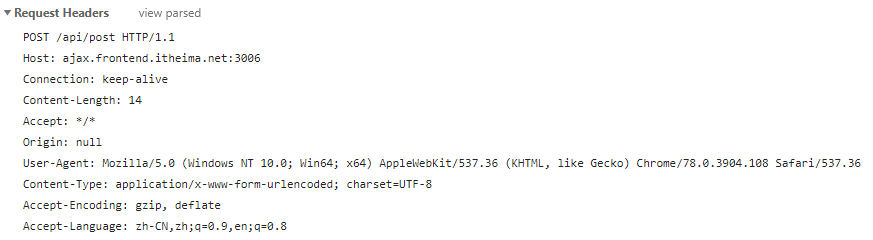 Request Headers view parsed
POST /api/post HTTP/1.1
Host: ajax.frontend.itheima.net:3006
Connection: keep-alive
Content-Length: 14
Accept: */*
Origin: null
User-Agent: Mozilla/5.0 (Windows NT 10.0; Win64; x64) AppleWebKit/537.36 (KHTML, like Gecko) Chrome/78.0.3904.108 Safari/537.36
Content-Type: application/x-www-form-urlencoded; charset=UTF-8
Accept-Encoding: gzip, deflate
Accept-Language: zh-CN,zh;q=0.9,en;q=0.8